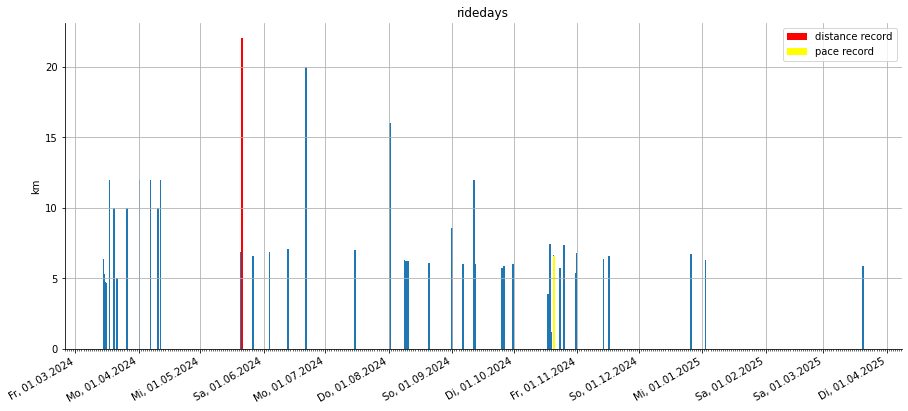 ridedays
distance record
pace record
km
20
15
10
5
0
Fr, 01.03.2024
Mo, 01.04.2024
Mi, 01.05.2024
Sa, 01.06.2024
Mo, 01.07.2024
Do, 01.08.2024
So, 01.09.2024
Di, 01.10.2024
Fr, 01.11.2024
So, 01.12.2024
Mi, 01.01.2025
Sa, 01.02.2025
Sa, 01.03.2025
Di, 01.04.2025